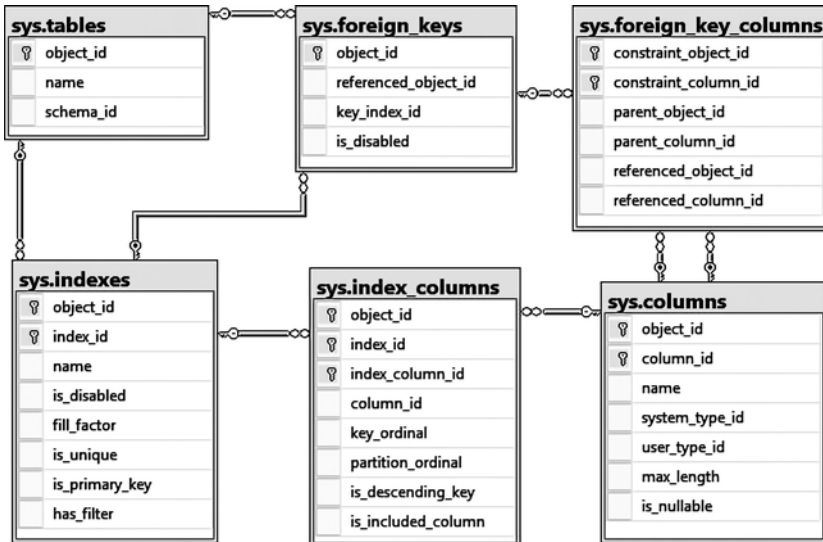 sys.tables
object_id
name
schema_id
sys.foreign_keys
object_id
referenced_object_id
key_index_id
is_disabled
sys.foreign_key_columns
constraint_object_id
constraint_column_id
parent_object_id
parent_column_id
referenced_object_id
referenced_column_id
sys.indexes
object_id
index_id
name
is_disabled
fill_factor
is_unique
is_primary_key
has_filter
sys.index_columns
object_id
index_id
index_column_id
column_id
key_ordinal
partition_ordinal
is_descending_key
is_included_column
sys.columns
object_id
column_id
name
system_type_id
user_type_id
max_length
is_nullable